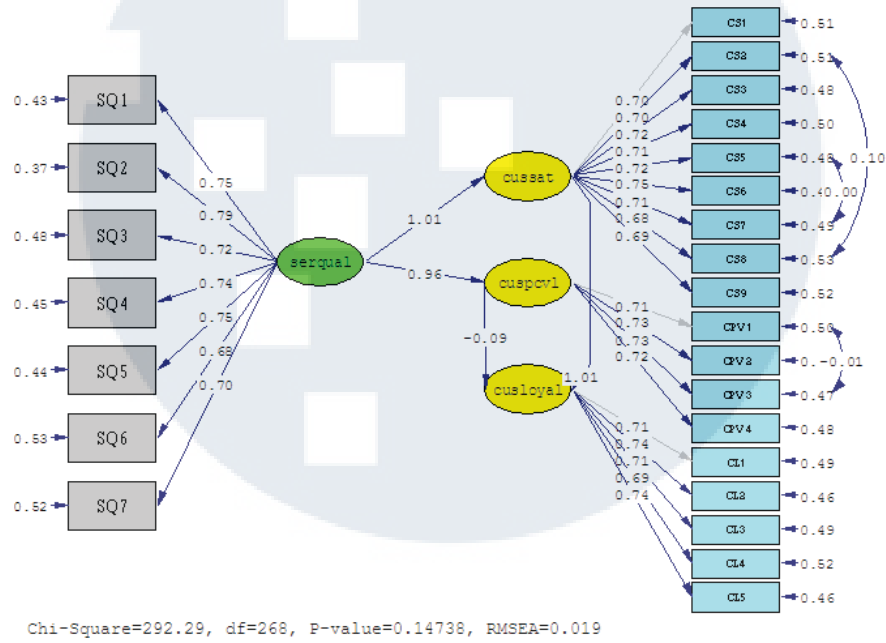 0.43 SQ1
0.37 SQ2
0.48 SQ3
0.45 SQ4
0.44 SQ5
0.53 SQ6
0.52 SQ7
0.75
0.79
0.72
0.74
0.75
0.68
0.70
serqual
1.01
0.96
cussat
cuspcvl
-0.09
cusloyal
1.01
0.70
0.70
0.72
0.71
0.72
0.75
0.71
0.68
0.69
0.71
0.73
0.73
0.72
0.71
0.74
0.71
0.69
0.74
CS1 0.51
CS2 0.51
CS3 0.48
CS4 0.50
CS5 0.48
CS6 0.40.00
CS7 0.49
CS8 0.53
CS9 0.52
CPV1 0.50
CPV2 0.-0.01
CPV3 0.47
CPV4 0.48
CL1 0.49
CL2 0.46
CL3 0.49
CL4 0.52
CL5 0.46
0.10
Chi-Square=292.29, df=268, P-value=0.14738, RMSEA=0.019